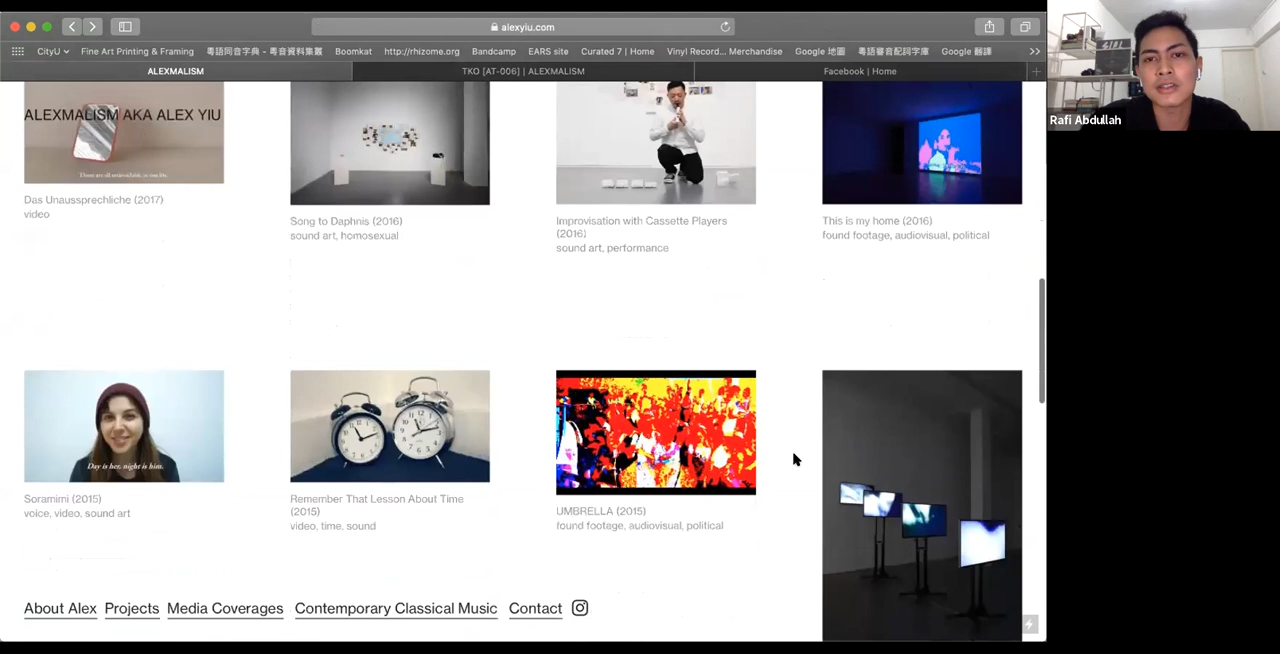 alexyiu.com
CityU
Fine Art Printing & Framing
粵語同音字典 - 粵音資料集叢
Boomkat
http://rhizome.org
Bandcamp
EARS site
Curated 7 | Home
Vinyl Record... Merchandise
Google 地圖
粵語審音配詞字庫
Google 翻譯
ALEXMALISM
TKO [AT-006] | ALEXMALISM
Facebook | Home
Rafi Abdullah
ALEXMALISM AKA ALEX YIU
Das Unaussprechliche (2017)
video
Song to Daphnis (2016)
sound art, homosexual
Improvisation with Cassette Players
(2016)
sound art, performance
This is my home (2016)
found footage, audiovisual, political
Day is her, night is him.
Soramimi (2015)
voice, video, sound art
Remember That Lesson About Time
(2015)
video, time, sound
UMBRELLA (2015)
found footage, audiovisual, political
About Alex
Projects
Media Coverages
Contemporary Classical Music
Contact